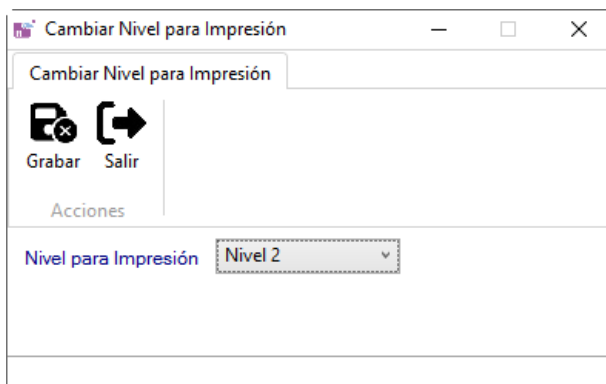 Cambiar Nivel para Impresión
Cambiar Nivel para Impresión
Grabar Salir
Acciones
Nivel para Impresión Nivel 2